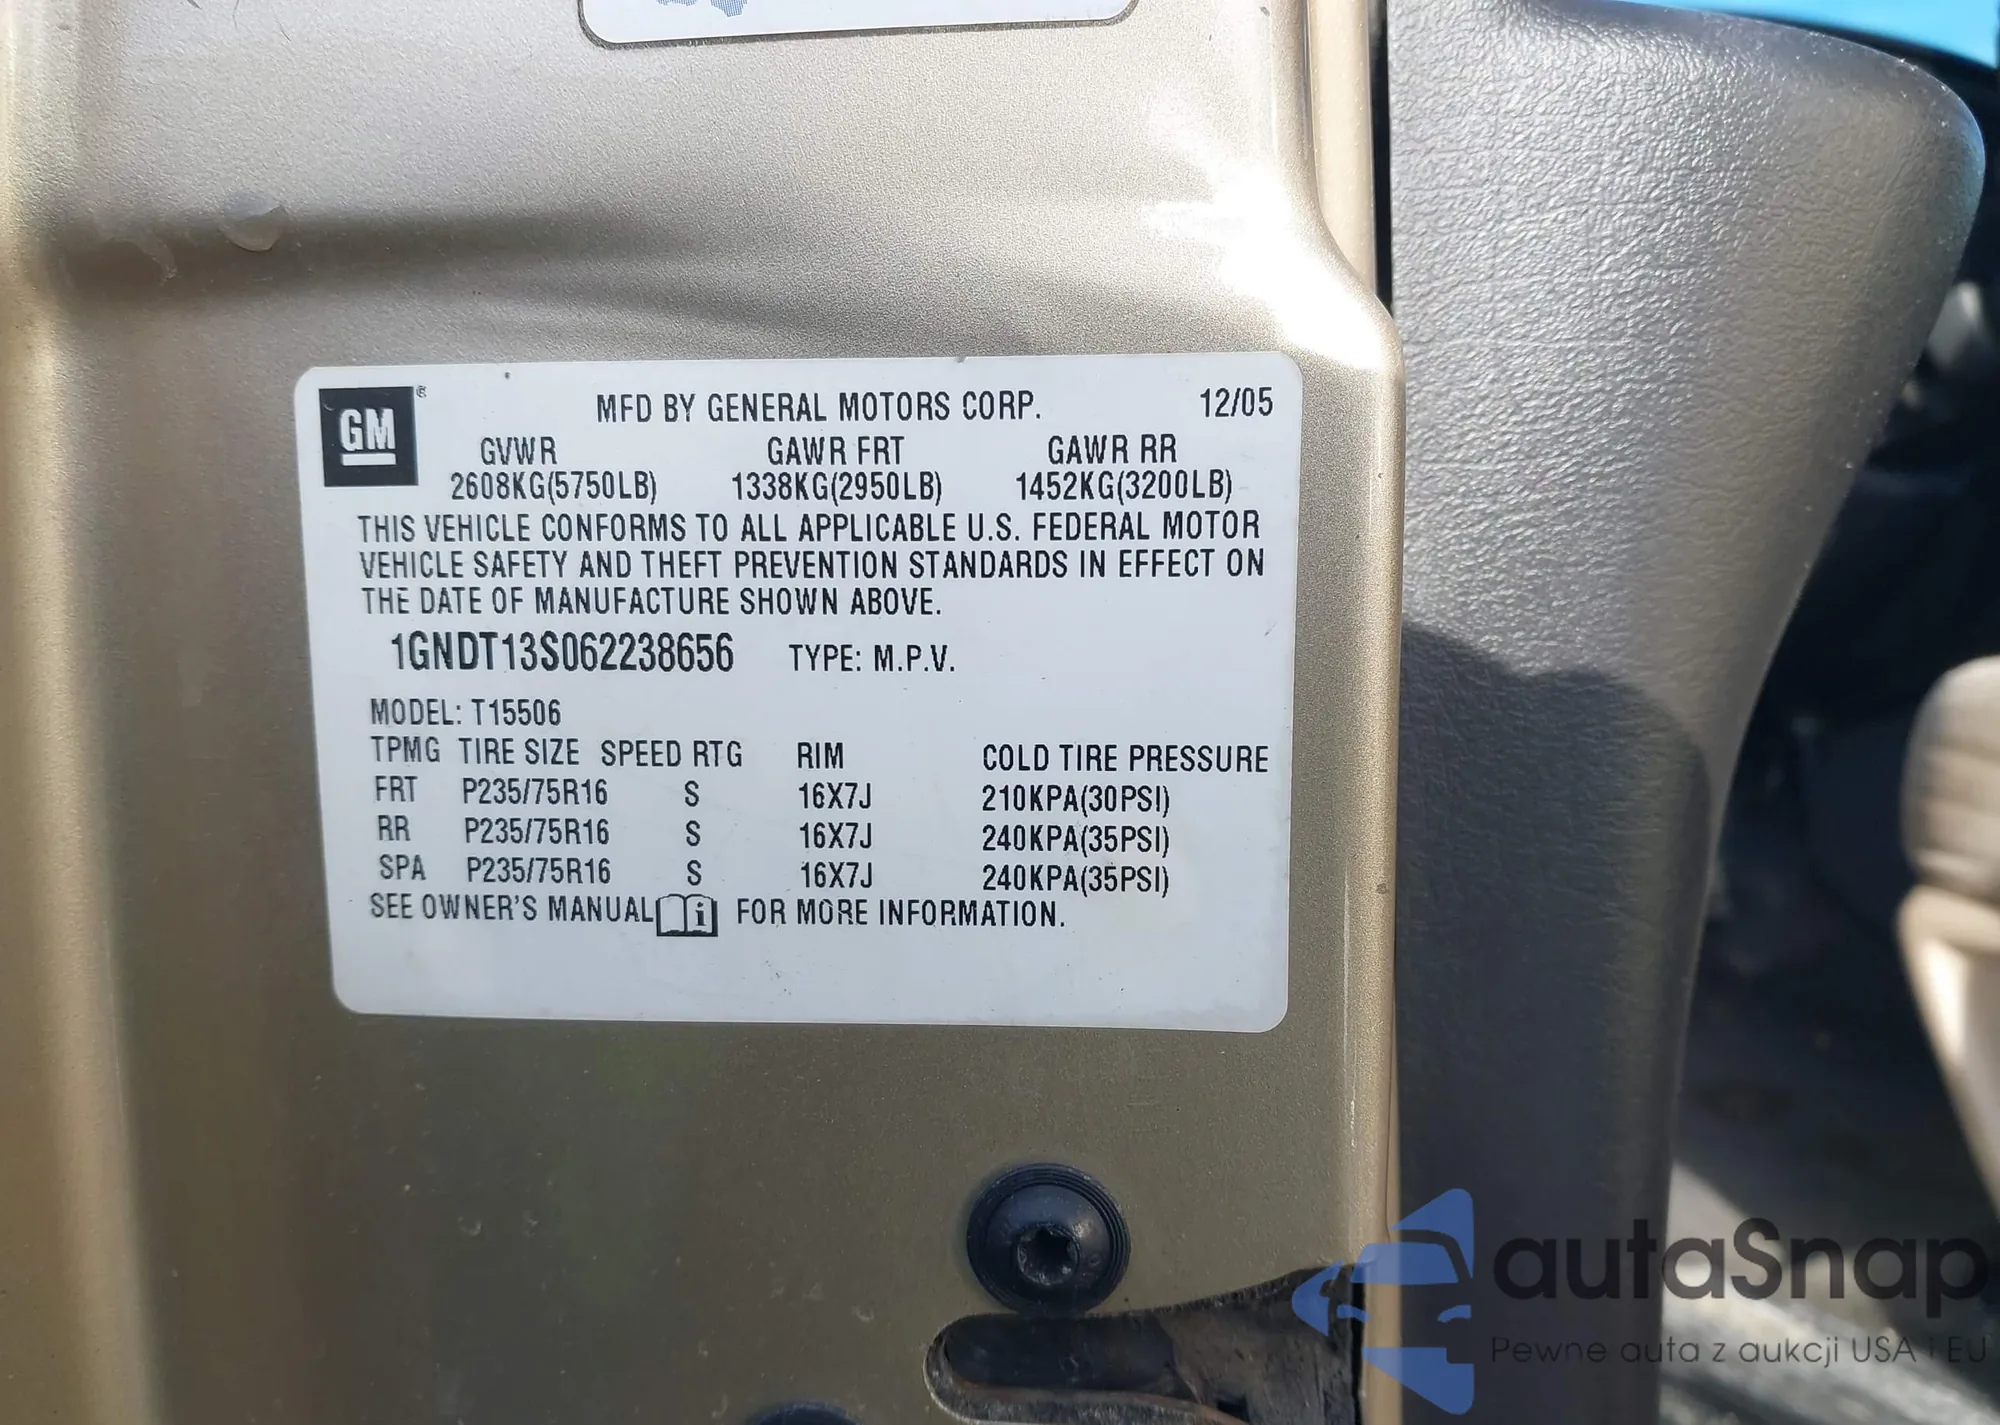 GM ® MFD BY GENERAL MOTORS CORP. 12/05
GVWR GAWR FRT GAWR RR
2608KG(5750LB) 1338KG(2950LB) 1452KG(3200LB)
THIS VEHICLE CONFORMS TO ALL APPLICABLE U.S. FEDERAL MOTOR
VEHICLE SAFETY AND THEFT PREVENTION STANDARDS IN EFFECT ON
THE DATE OF MANUFACTURE SHOWN ABOVE.
1GNDT13S062238656 TYPE: M.P.V.
MODEL: T15506
TPMG TIRE SIZE SPEED RTG RIM COLD TIRE PRESSURE
FRT P235/75R16 S 16X7J 210KPA(30PSI)
RR P235/75R16 S 16X7J 240KPA(35PSI)
SPA P235/75R16 S 16X7J 240KPA(35PSI)
SEE OWNER'S MANUAL i FOR MORE INFORMATION.
autaSnap
Pewne auta z aukcji USA i EU